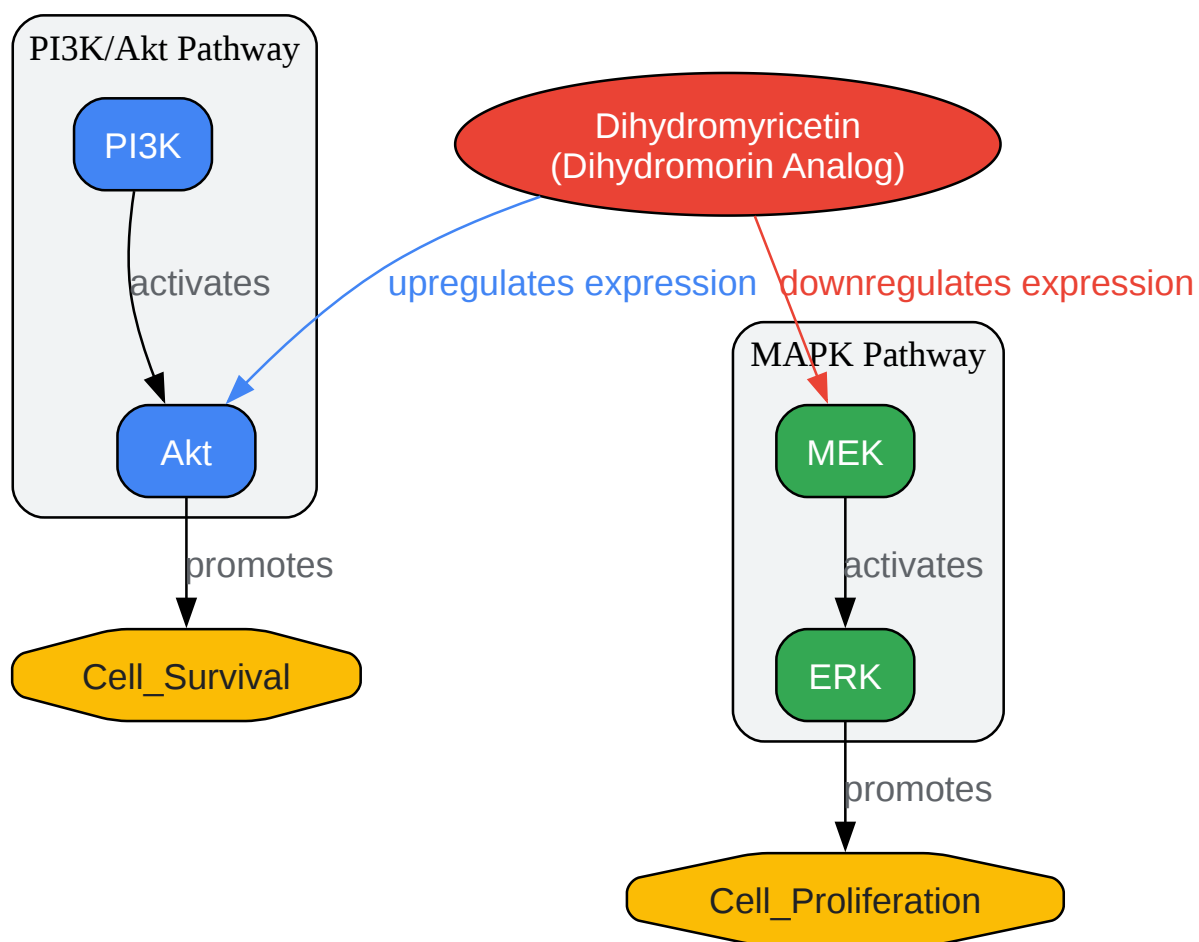 PI3K/Akt Pathway
PI3K
Dihydromyricetin
(Dihydromorin Analog)
activates
upregulates expression
downregulates expression
MAPK Pathway
Akt
MEK
promotes
activates
Cell_Survival
ERK
promotes
Cell_Proliferation